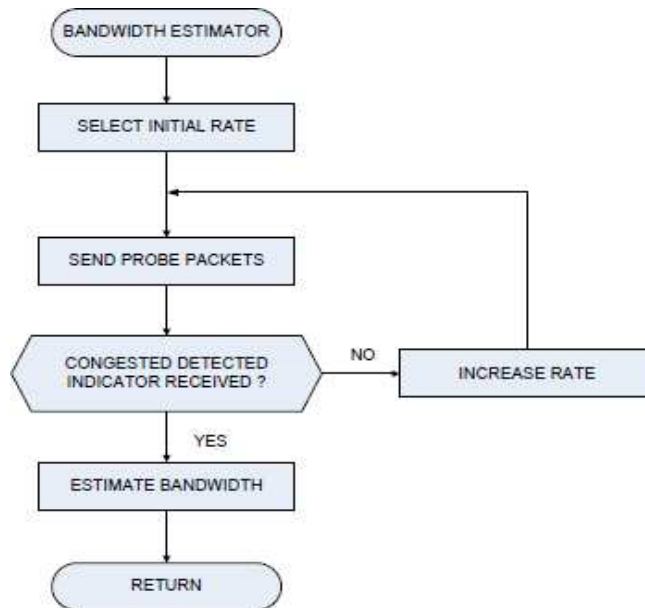 BANDWIDTH ESTIMATOR
SELECT INITIAL RATE
SEND PROBE PACKETS
CONGESTED DETECTED
INDICATOR RECEIVED ?
NO
INCREASE RATE
YES
ESTIMATE BANDWIDTH
RETURN